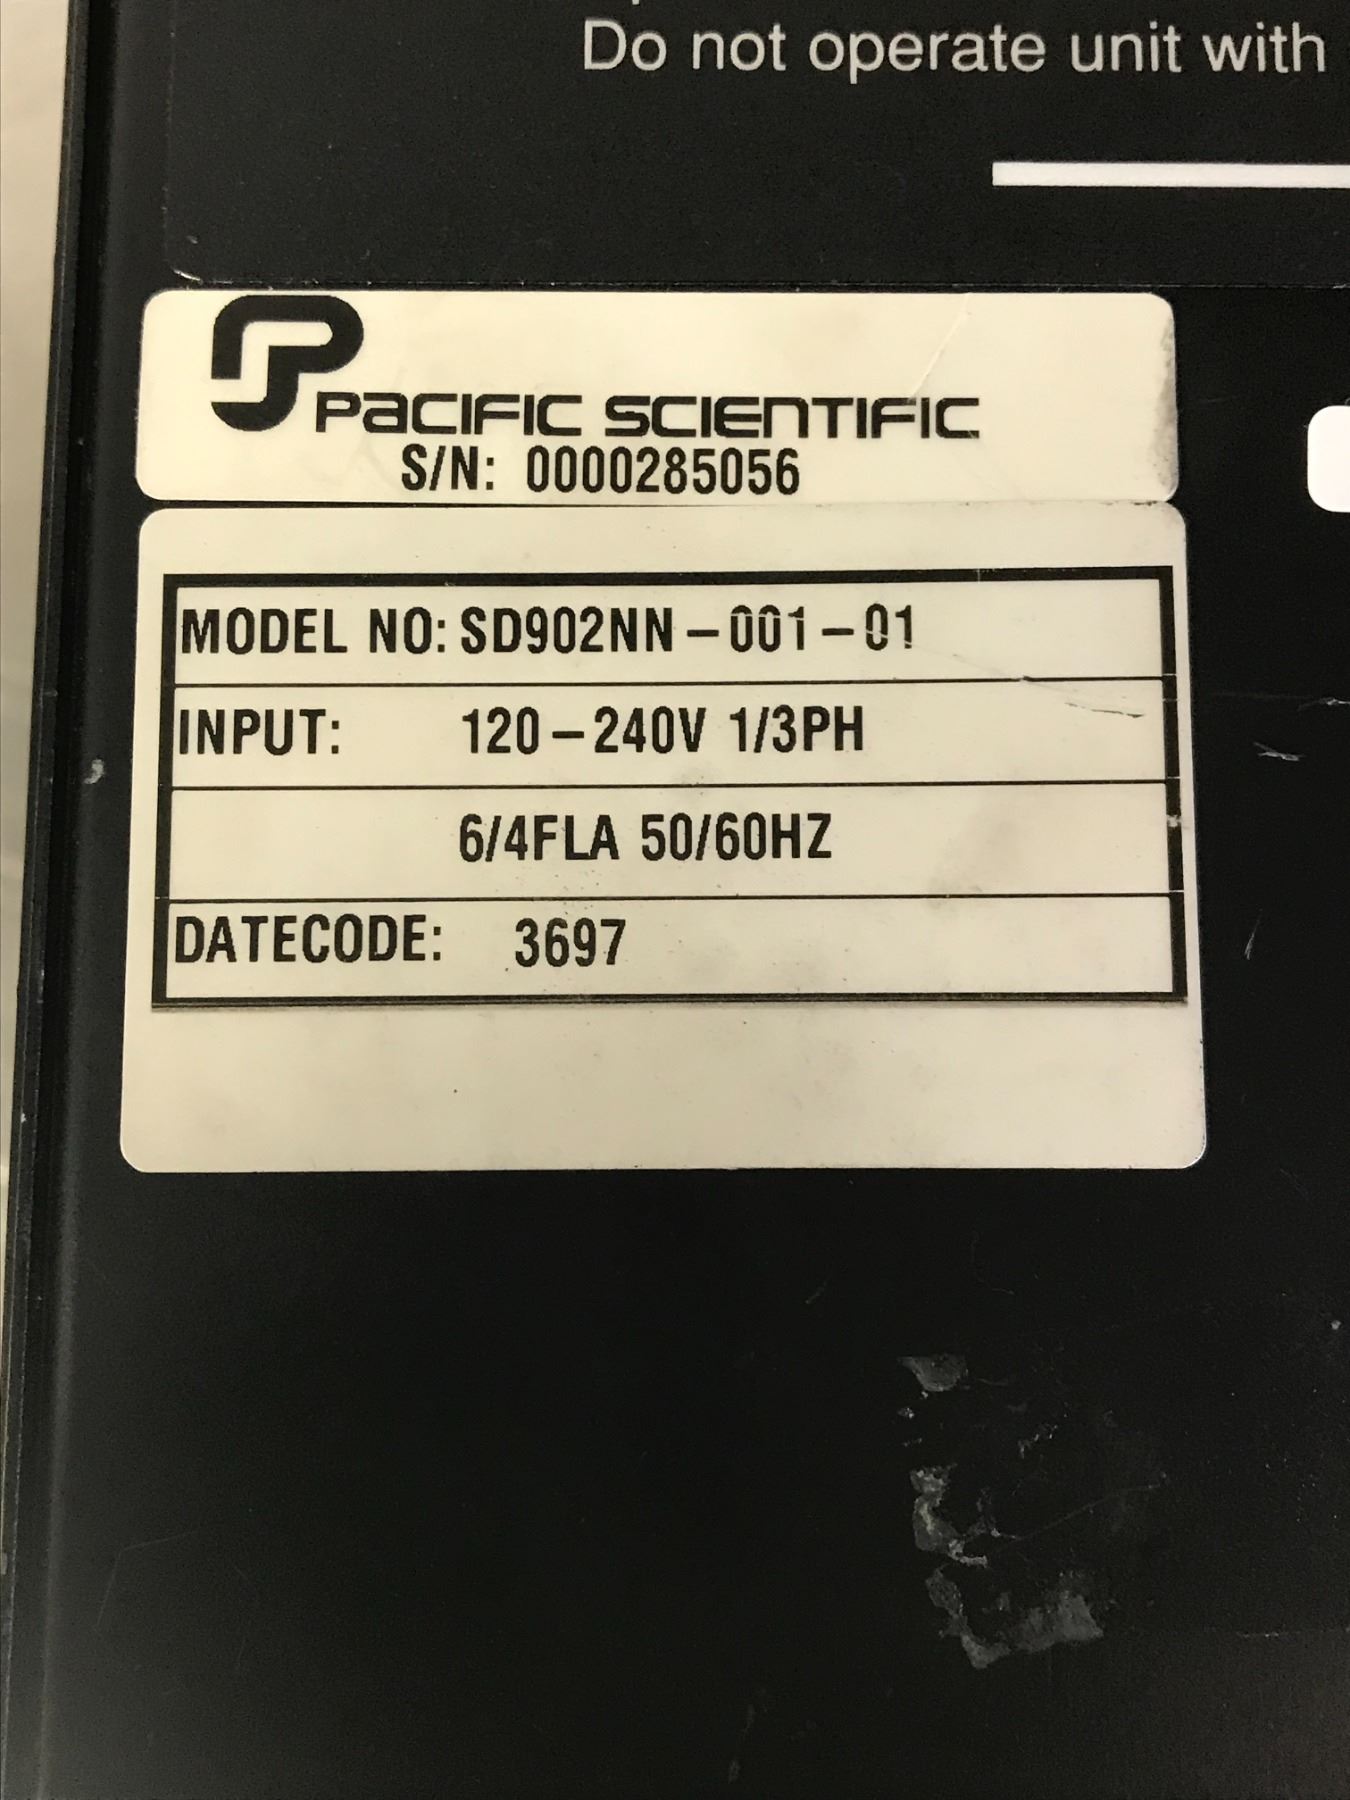 Do not operate unit with
PACIFIC SCIENTIFIC
S/N: 0000285056
MODEL NO: SD902NN-001-01
INPUT: 120-240V 1/3PH
6/4FLA 50/60HZ
DATECODE: 3697